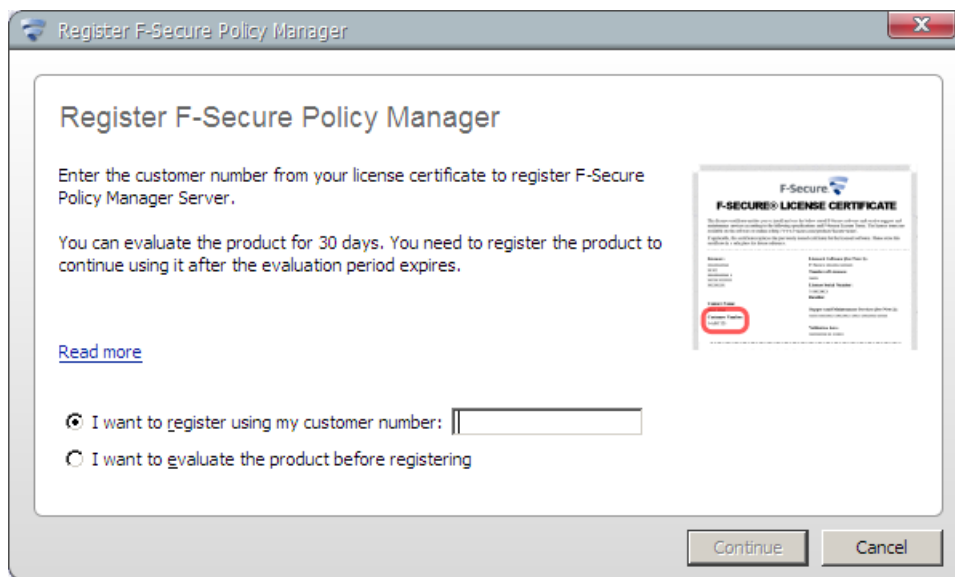 Register F-Secure Policy Manager
Register F-Secure Policy Manager
Enter the customer number from your license certificate to register F-Secure
Policy Manager Server.
You can evaluate the product for 30 days. You need to register the product to
continue using it after the evaluation period expires.
Read more
F-Secure
F-SECURE® LICENSE CERTIFICATE
Customer Number
I want to register using my customer number:
I want to evaluate the product before registering
Continue
Cancel